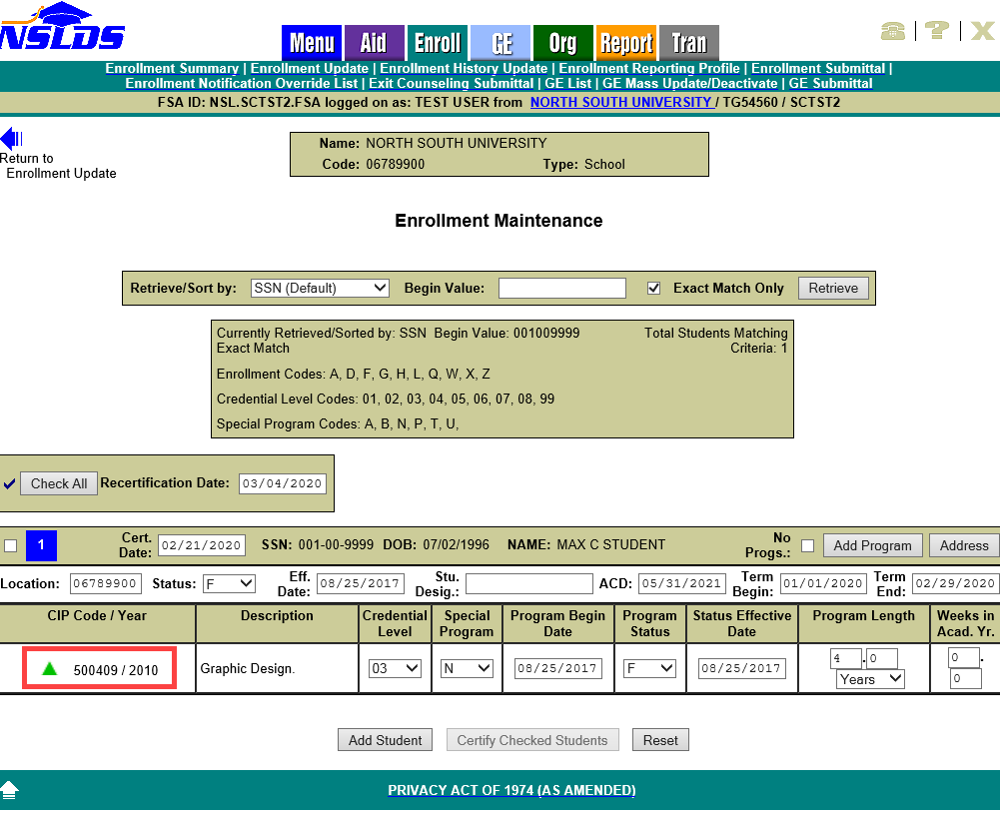 NSLDS
Menu Aid Enroll GE Org Report Tran
Enrollment Summary | Enrollment Update | Enrollment History Update | Enrollment Reporting Profile | Enrollment Submittal |
Enrollment Notification Override List | Exit Counseling Submittal | GE List | GE Mass Update/Deactivate | GE Submittal
FSA ID: NSL.SCTST2.FSA logged on as: TEST USER from NORTH SOUTH UNIVERSITY / TG54560 / SCTST2
Return to
Enrollment Update
Name: NORTH SOUTH UNIVERSITY
Code: 06789900 Type: School
Enrollment Maintenance
Retrieve/Sort by: SSN (Default) Begin Value: Exact Match Only Retrieve
Currently Retrieved/Sorted by: SSN Begin Value: 001009999 Total Students Matching
Exact Match Criteria: 1
Enrollment Codes: A, D, F, G, H, L, Q, W, X, Z
Credential Level Codes: 01, 02, 03, 04, 05, 06, 07, 08, 99
Special Program Codes: A, B, N, P, T, U,
Check All Recertification Date: 03/04/2020
1 Cert. Date: 02/21/2020 SSN: 001-00-9999 DOB: 07/02/1996 NAME: MAX C STUDENT No Progs.: Add Program Address
Location: 06789900 Status: F Eff. Date: 08/25/2017 Stu. Desig.: ACD: 05/31/2021 Term Begin: 01/01/2020 Term End: 02/29/2020
CIP Code / Year Description Credential Level Special Program Program Begin Date Program Status Status Effective Date Program Length Weeks in Acad. Yr.
500409 / 2010 Graphic Design. 03 N 08/25/2017 F 08/25/2017 4 . 0 Years 0 . 0
Add Student Certify Checked Students Reset
PRIVACY ACT OF 1974 (AS AMENDED)